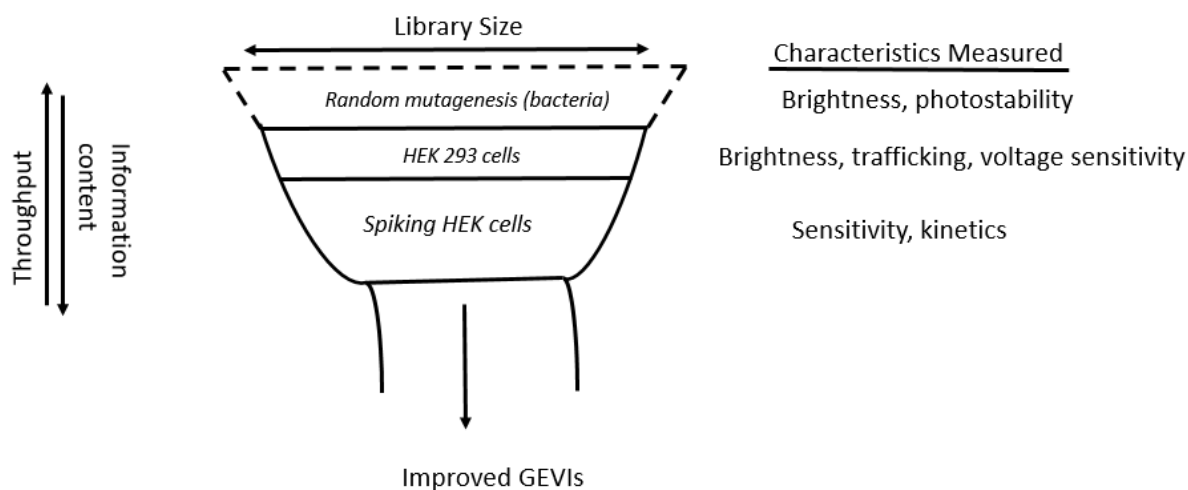 Library Size
Characteristics Measured
Random mutagenesis (bacteria)
Brightness, photostability
HEK 293 cells
Brightness, trafficking, voltage sensitivity
Spiking HEK cells
Sensitivity, kinetics
Throughput
Information
content
Improved GEVIs